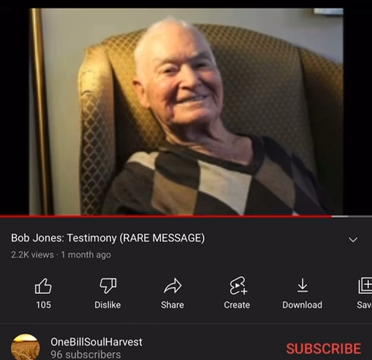 Bob Jones: Testimony (RARE MESSAGE)
2.2K views · 1 month ago
105
Dislike
Share
Create
Download
Sav
OneBillSoulHarvest
96 subscribers
SUBSCRIBE